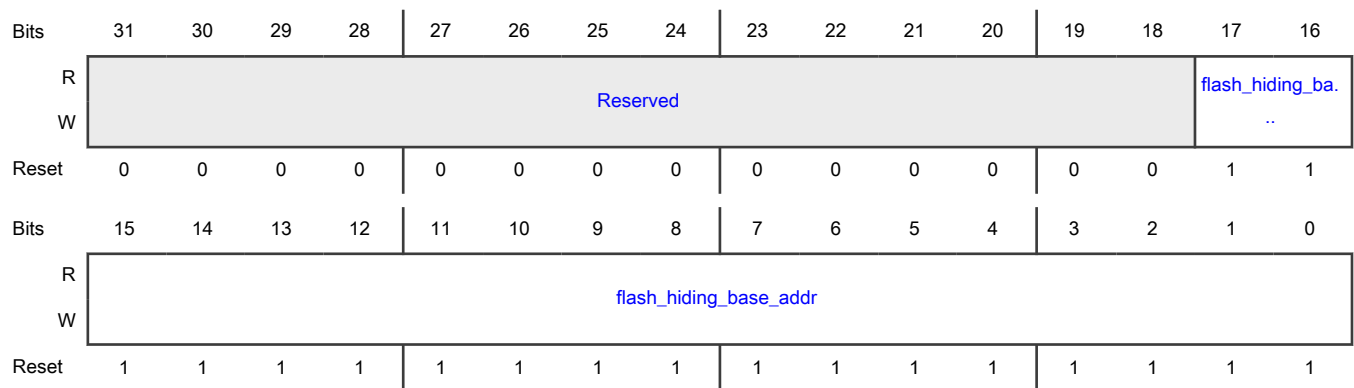 Bits 31 30 29 28 27 26 25 24 23 22 21 20 19 18 17 16
R
Reserved
flash_hiding_ba.
..
W
Reset 0 0 0 0 0 0 0 0 0 0 0 0 0 0 1 1
Bits 15 14 13 12 11 10 9 8 7 6 5 4 3 2 1 0
R
flash_hiding_base_addr
W
Reset 1 1 1 1 1 1 1 1 1 1 1 1 1 1 1 1